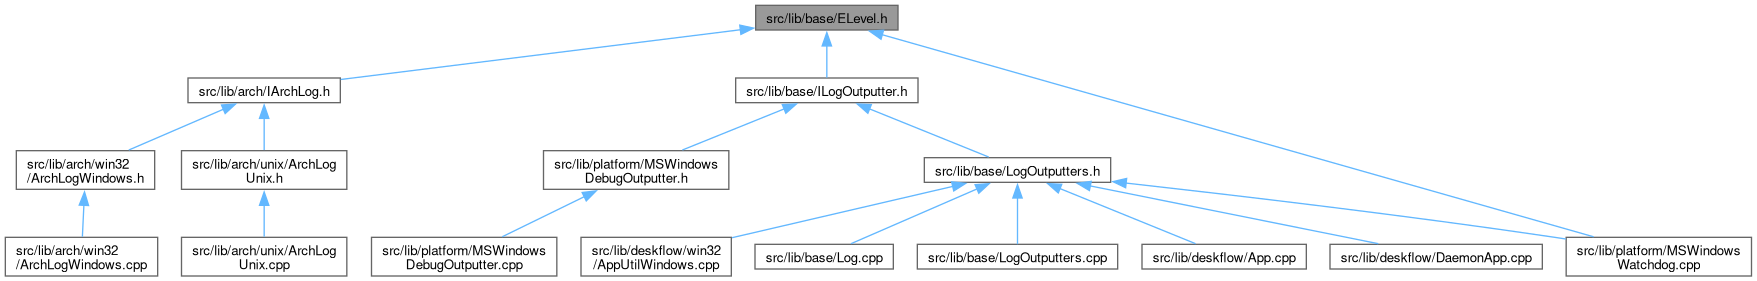 src/lib/base/ELevel.h
src/lib/arch/IArchLog.h
src/lib/base/ILogOutputter.h
src/lib/arch/win32
/ArchLogWindows.h
src/lib/arch/unix/ArchLog
Unix.h
src/lib/platform/MSWindows
DebugOutputter.h
src/lib/base/LogOutputters.h
src/lib/arch/win32
/ArchLogWindows.cpp
src/lib/arch/unix/ArchLog
Unix.cpp
src/lib/platform/MSWindows
DebugOutputter.cpp
src/lib/deskflow/win32
/AppUtilWindows.cpp
src/lib/base/Log.cpp
src/lib/base/LogOutputters.cpp
src/lib/deskflow/App.cpp
src/lib/deskflow/DaemonApp.cpp
src/lib/platform/MSWindows
Watchdog.cpp